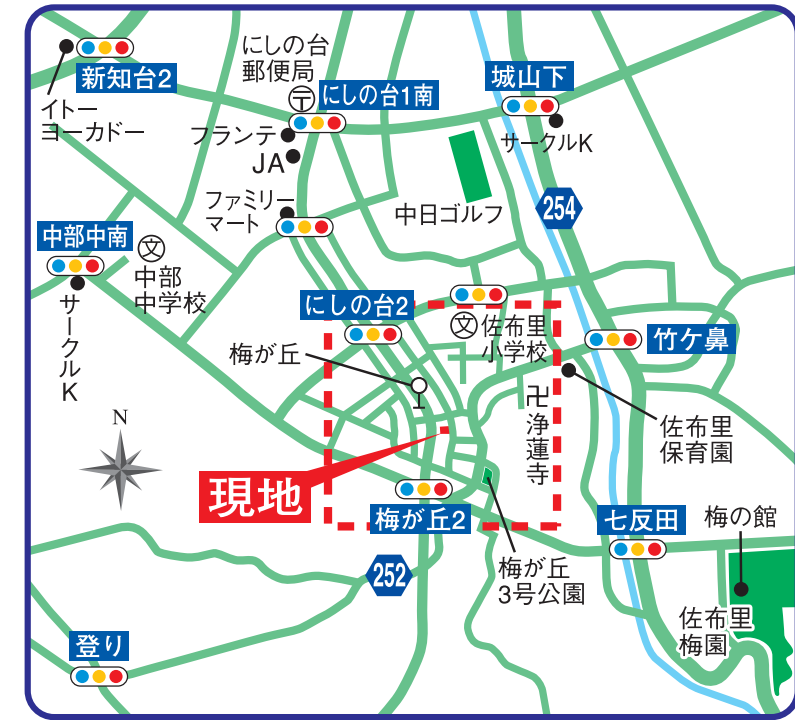 新知台2
イトー
ヨーカドー
にしの台
郵便局
〒
にしの台1南
フランテ
JA
城山下
サークルK
ファミリー
マート
中日ゴルフ
254
中部中南
文
中部
中学校
サークルK
にしの台2
文
佐布里
小学校
竹ケ鼻
梅が丘
卍
浄蓮寺
佐布里
保育園
N
現地
梅が丘2
七反田
梅の館
252
梅が丘
3号公園
佐布里
梅園
登り